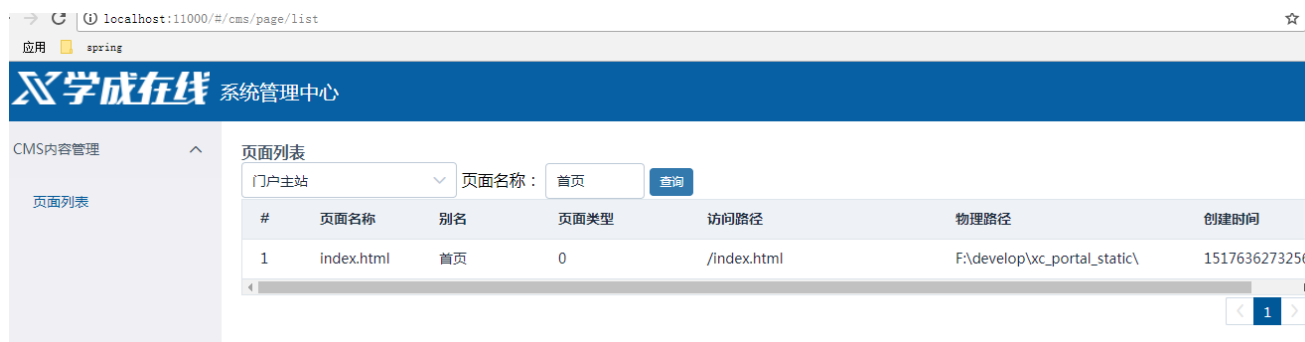 localhost:11000/#/cms/page/list
应用 spring
学成在线 系统管理中心
CMS内容管理
页面列表
页面列表
门户主站 页面名称： 首页 查询
# 页面名称 别名 页面类型 访问路径 物理路径 创建时间
1 index.html 首页 0 /index.html F:\develop\xc_portal_static\ 1517636273256
1